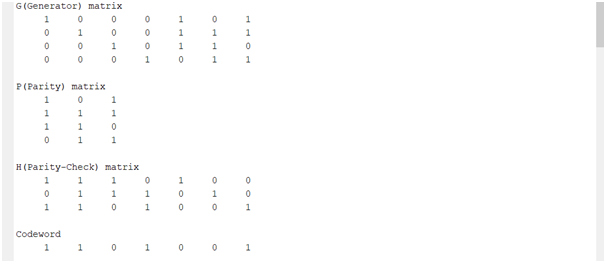 G(Generator) matrix
1 0 0 0 1 0 1
0 1 0 0 1 1 1
0 0 1 0 1 1 0
0 0 0 1 0 1 1
P(Parity) matrix
1 0 1
1 1 1
1 1 0
0 1 1
H(Parity-Check) matrix
1 1 1 0 1 0 0
0 1 1 1 0 1 0
1 1 0 1 0 0 1
Codeword
1 1 0 1 0 0 1